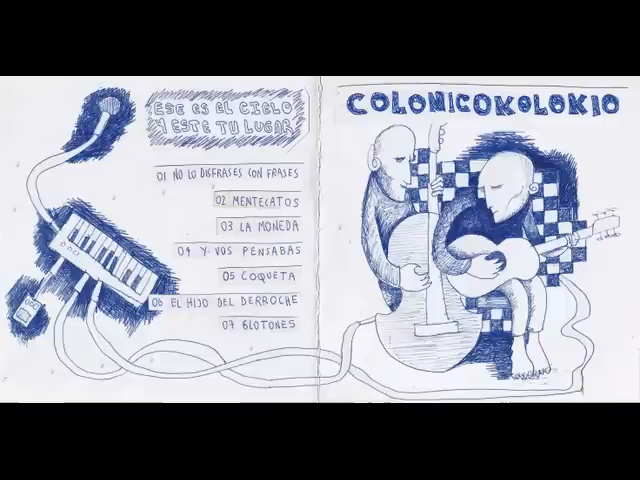 ESE ES EL CIELO
Y ESTE TU LUGAR
01 NO LO DISFRASES CON FRASES
02 MENTECATOS
03 LA MONEDA
04 Y VOS PENSABAS
05 COQUETA
06 EL HIJO DEL DERROCHE
07 GLOTONES
COLONICOKOLOKIO